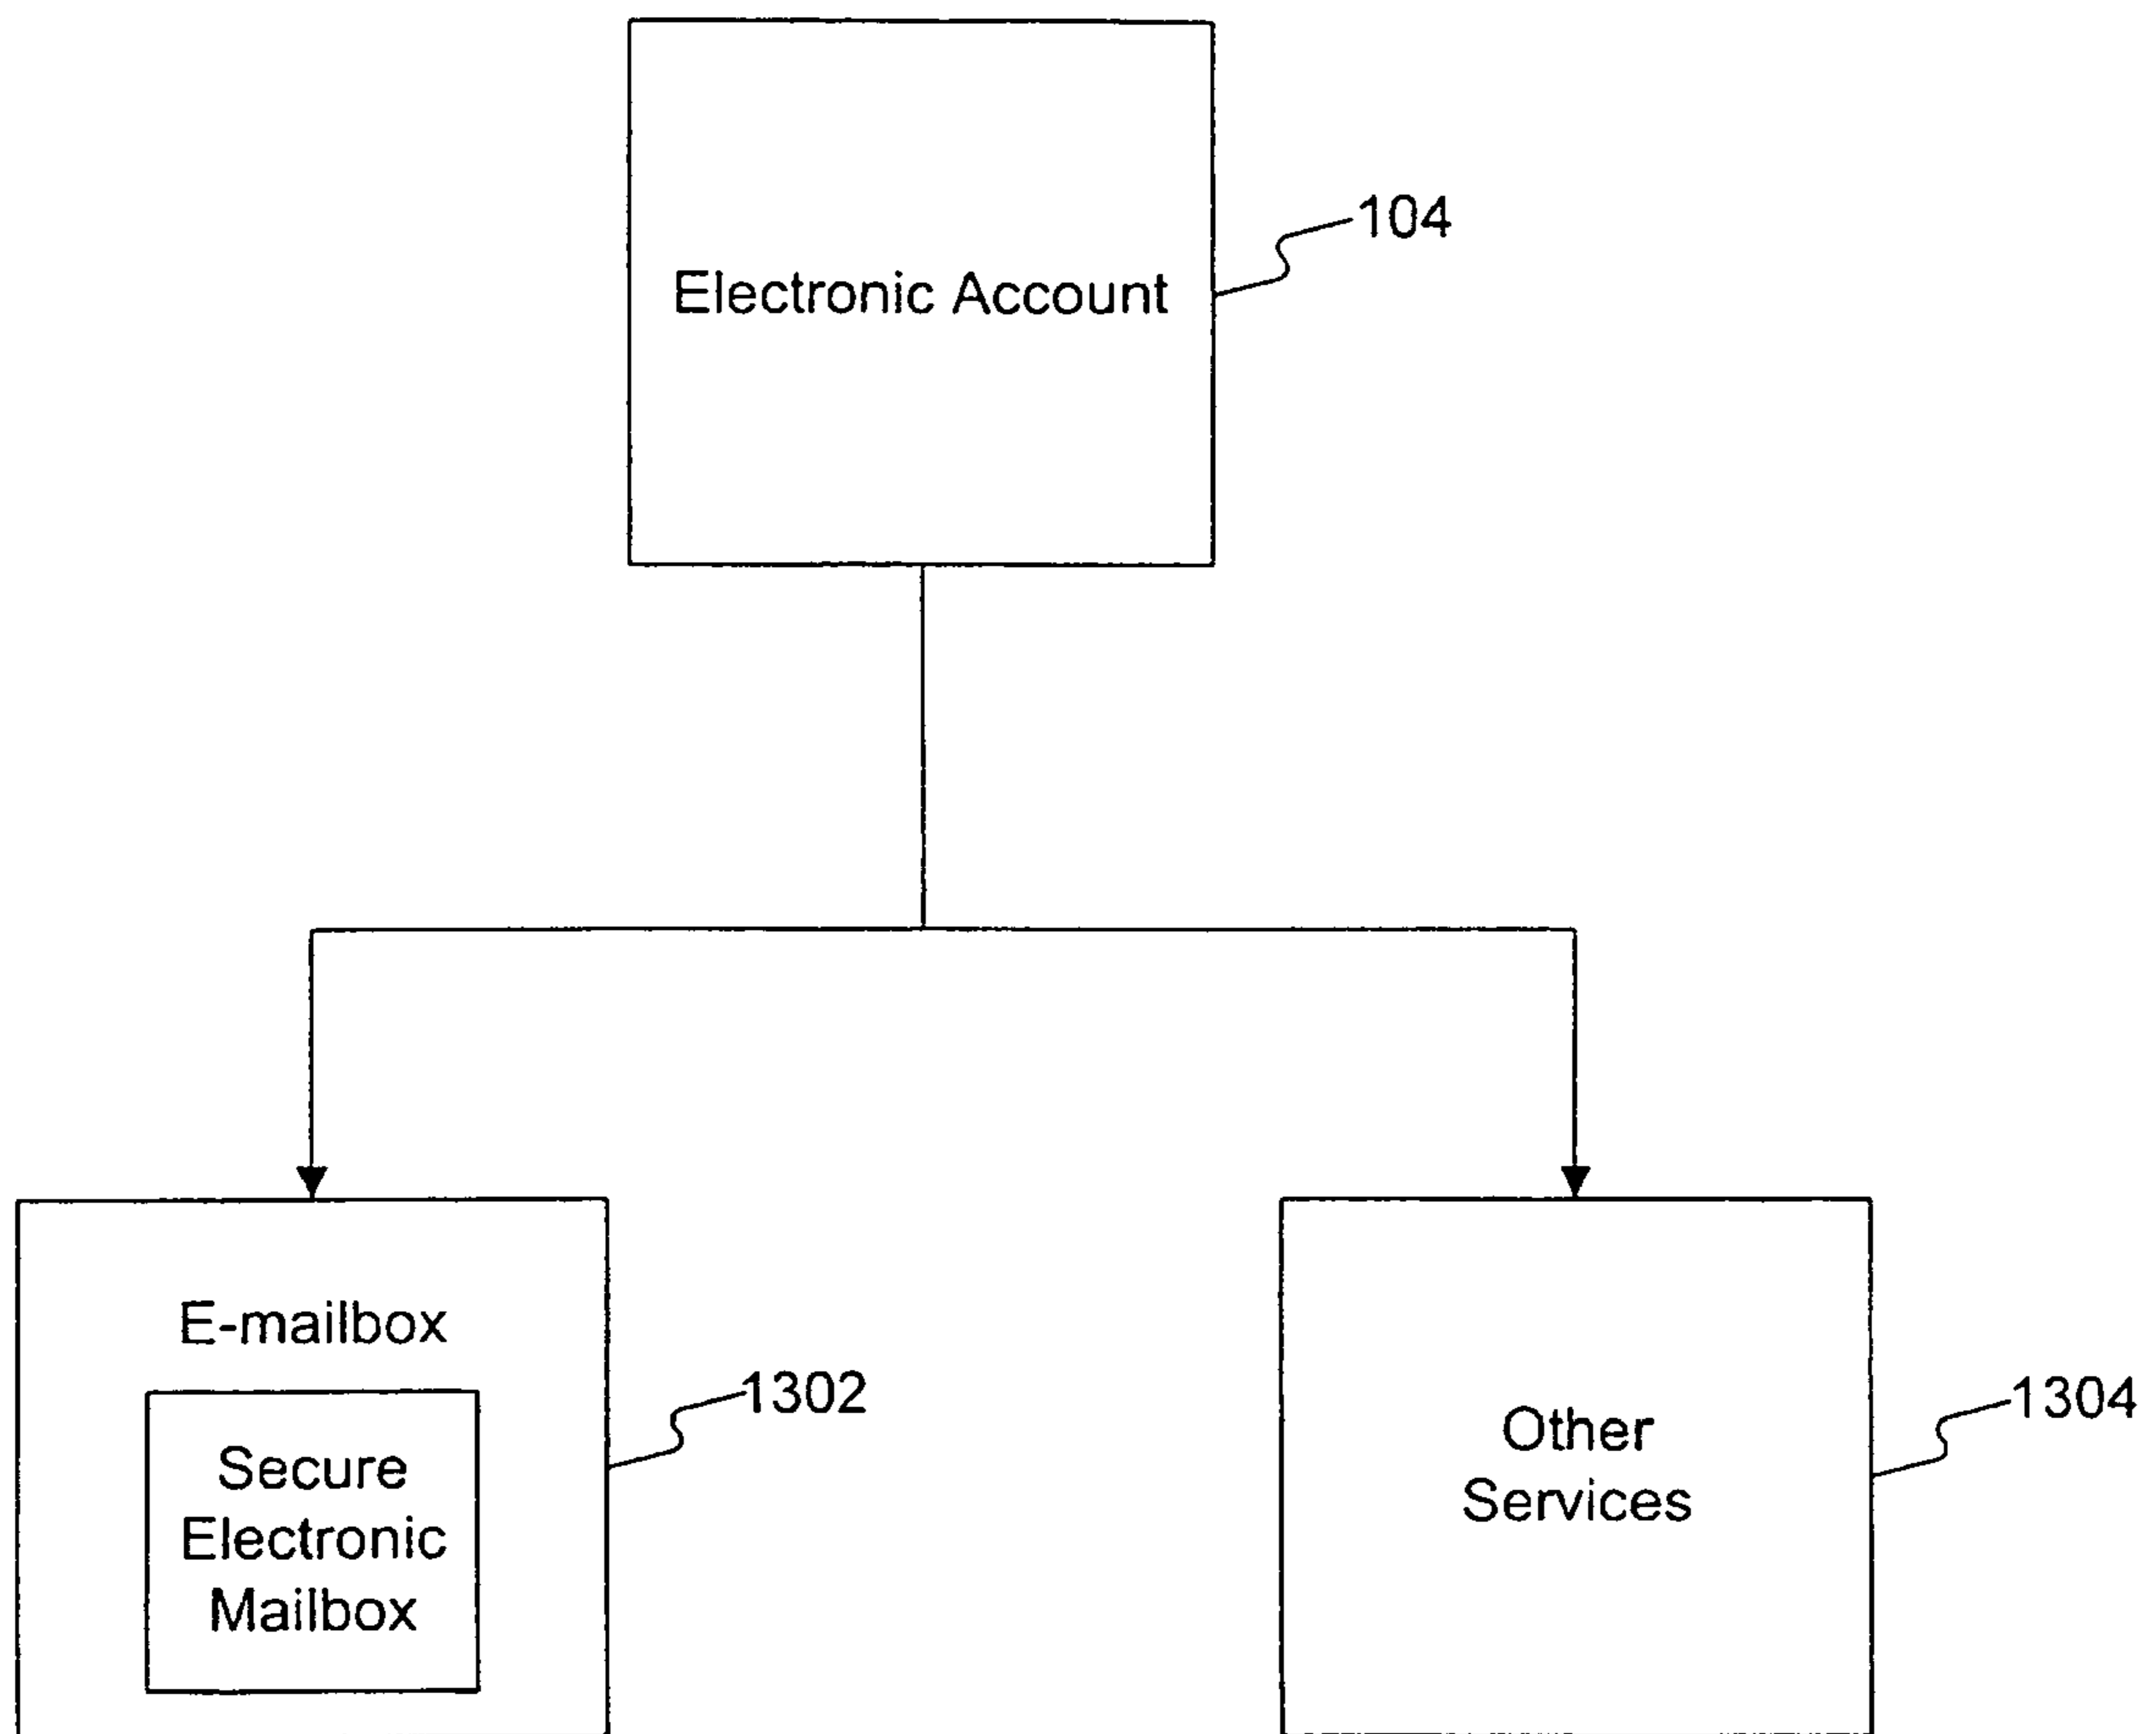 104
Electronic Account
E-mailbox
1302
Secure
Electronic
Mailbox
1304
Other
Services